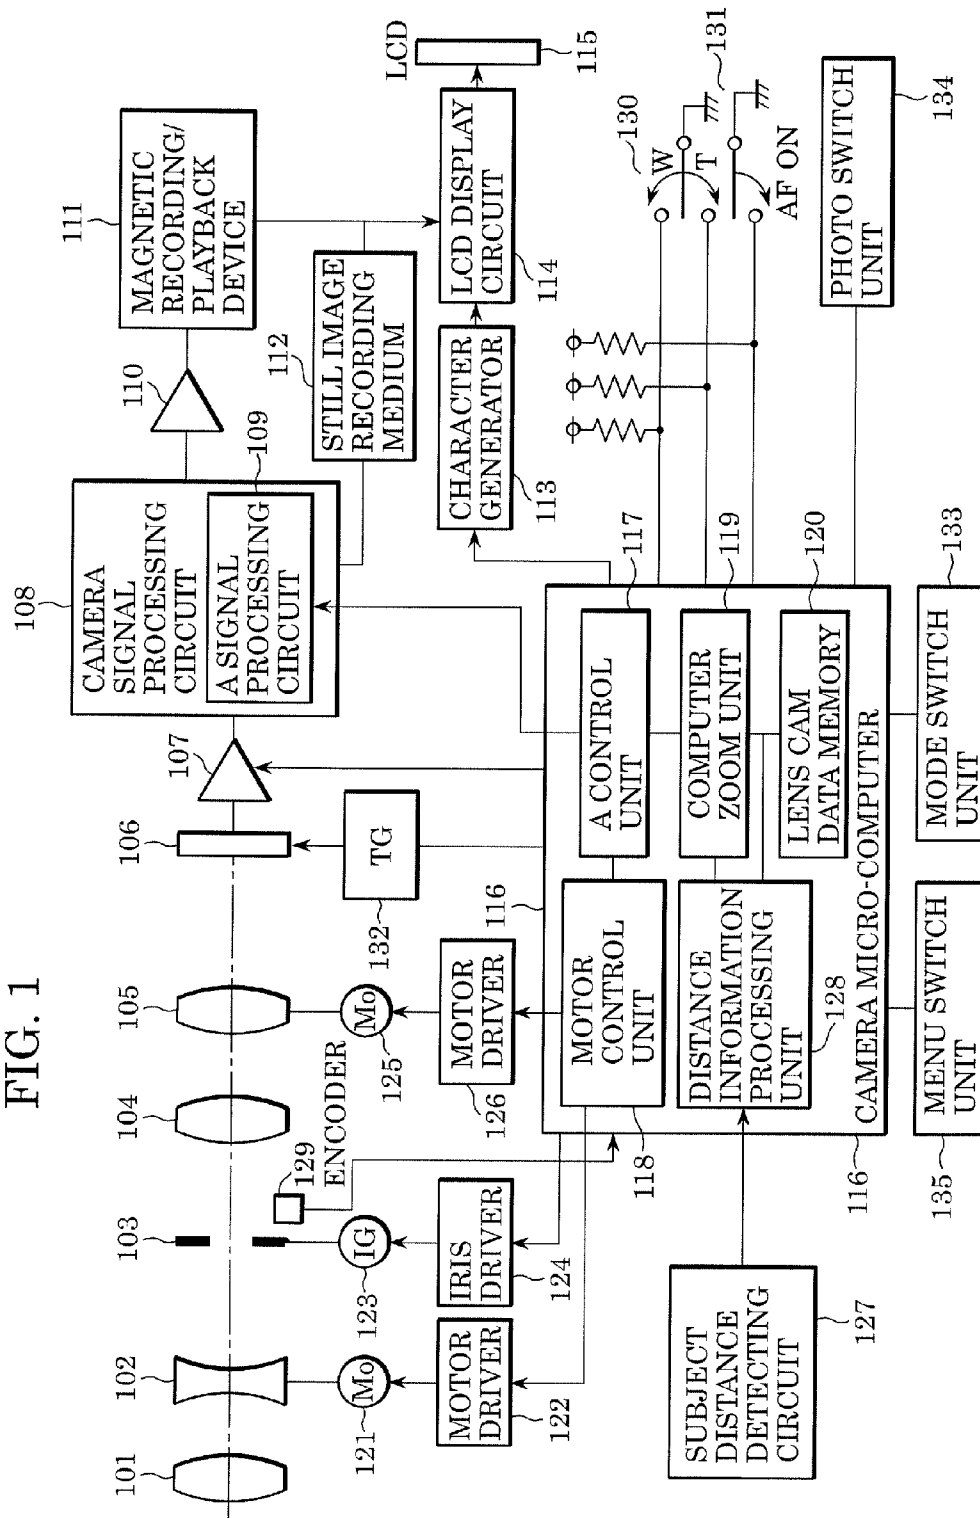 FIG. 1
101
102
103
104
105
106
107
108
CAMERA
SIGNAL
PROCESSING
CIRCUIT
109
A SIGNAL
PROCESSING
CIRCUIT
110
111
MAGNETIC
RECORDING/
PLAYBACK
DEVICE
129
ENCODER
121
Mo
123
IG
125
Mo
132
TG
112
STILL IMAGE
RECORDING
MEDIUM
122
MOTOR
DRIVER
124
IRIS
DRIVER
126
MOTOR
DRIVER
113
CHARACTER
GENERATOR
114
LCD DISPLAY
CIRCUIT
LCD
115
116
118
MOTOR
CONTROL
UNIT
A CONTROL
UNIT
117
130
W
T
131
AF ON
127
SUBJECT
DISTANCE
DETECTING
CIRCUIT
DISTANCE
INFORMATION
PROCESSING
UNIT
128
COMPUTER
ZOOM UNIT
119
LENS CAM
DATA MEMORY
120
116
CAMERA MICRO-COMPUTER
PHOTO SWITCH
UNIT
134
135
MENU SWITCH
UNIT
MODE SWITCH
UNIT
133